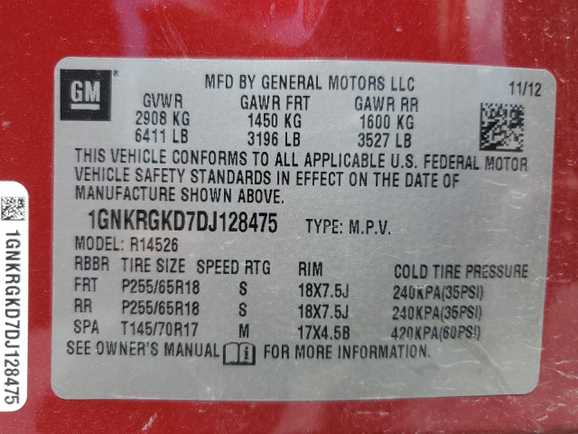 MFD BY GENERAL MOTORS LLC 11/12
GM
GVWR GAWR FRT GAWR RR
2908 KG 1450 KG 1600 KG
6411 LB 3196 LB 3527 LB
THIS VEHICLE CONFORMS TO ALL APPLICABLE U.S. FEDERAL MOTOR
VEHICLE SAFETY STANDARDS IN EFFECT ON THE DATE OF
MANUFACTURE SHOWN ABOVE.
1GNKRGKD7DJ128475 TYPE: M.P.V.
MODEL: R14526
RBBR TIRE SIZE SPEED RTG RIM COLD TIRE PRESSURE
FRT P255/65R18 S 18X7.5J 240KPA(35PSI)
RR P255/65R18 S 18X7.5J 240KPA(35PSI)
SPA T145/70R17 M 17X4.5B 420KPA(60PSI)
SEE OWNER'S MANUAL FOR MORE INFORMATION.
1GNKRGKD7DJ128475